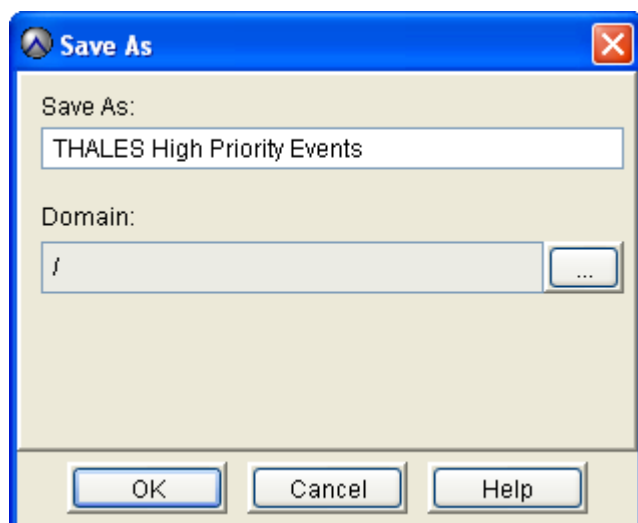 Save As
Save As:
THALES High Priority Events
Domain:
/
...
OK Cancel Help